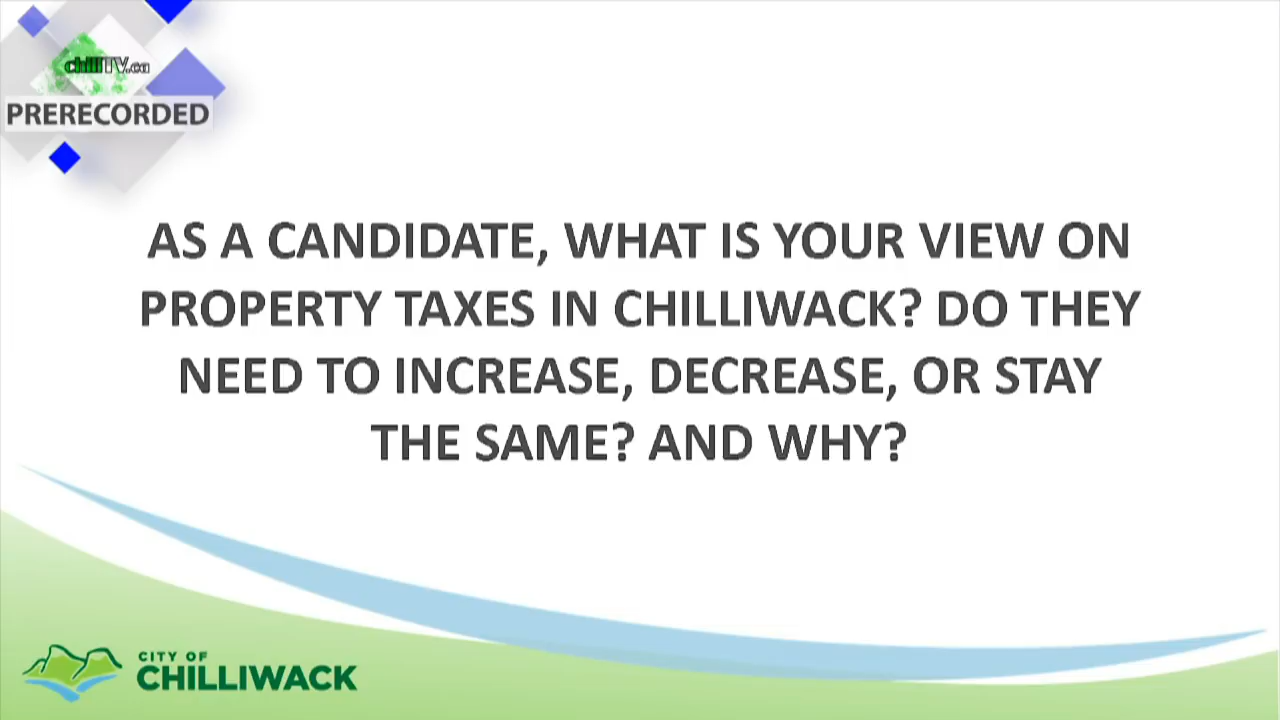 chillTV.ca
PRERECORDED
AS A CANDIDATE, WHAT IS YOUR VIEW ON
PROPERTY TAXES IN CHILLIWACK? DO THEY
NEED TO INCREASE, DECREASE, OR STAY
THE SAME? AND WHY?
CITY OF
CHILLIWACK